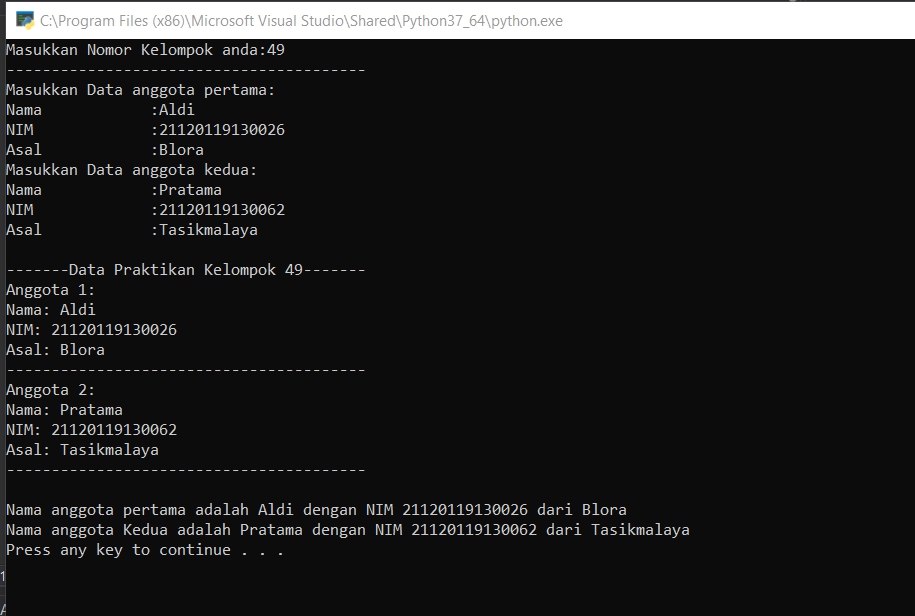 C:\Program Files (x86)\Microsoft Visual Studio\Shared\Python37_64\python.exe
Masukkan Nomor Kelompok anda:49
----------------------------------------
Masukkan Data anggota pertama:
Nama            :Aldi
NIM             :21120119130026
Asal            :Blora
Masukkan Data anggota kedua:
Nama            :Pratama
NIM             :21120119130062
Asal            :Tasikmalaya
-------Data Praktikan Kelompok 49-------
Anggota 1:
Nama: Aldi
NIM: 21120119130026
Asal: Blora
----------------------------------------
Anggota 2:
Nama: Pratama
NIM: 21120119130062
Asal: Tasikmalaya
----------------------------------------
Nama anggota pertama adalah Aldi dengan NIM 21120119130026 dari Blora
Nama anggota Kedua adalah Pratama dengan NIM 21120119130062 dari Tasikmalaya
Press any key to continue . . .